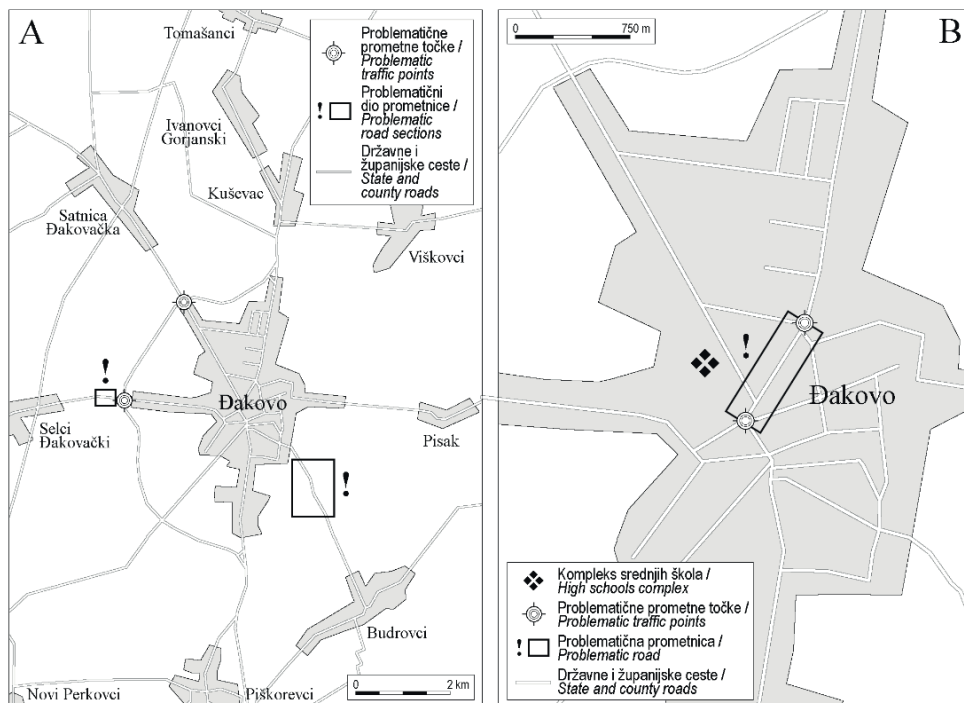 A
Tomašanci
Ivanovci
Gorjanski
Kuševac
Satnica
Đakovačka
Viškovci
!
Đakovo
Selci
Đakovački
Pisak
!
Budrovci
Novi Perkovci
Piškorevci
0 2 km
Problematične
prometne točke /
Problematic
traffic points
! Problematični
dio prometnice /
Problematic
road sections
Državne i
županijske ceste /
State and
county roads
B
0 750 m
!
Đakovo
Kompleks srednjih škola /
High schools complex
Problematične prometne točke /
Problematic traffic points
! Problematična prometnica /
Problematic road
Državne i županijske ceste /
State and county roads